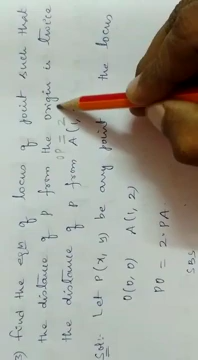 3) Find the eqn of locus of point such that
the distance of P from the origin is twice
the distance of P from A(1,
OP =
Sol: Let P(x, y) be any point the locus
O(0,0) A(1, 2)
PO = 2·PA